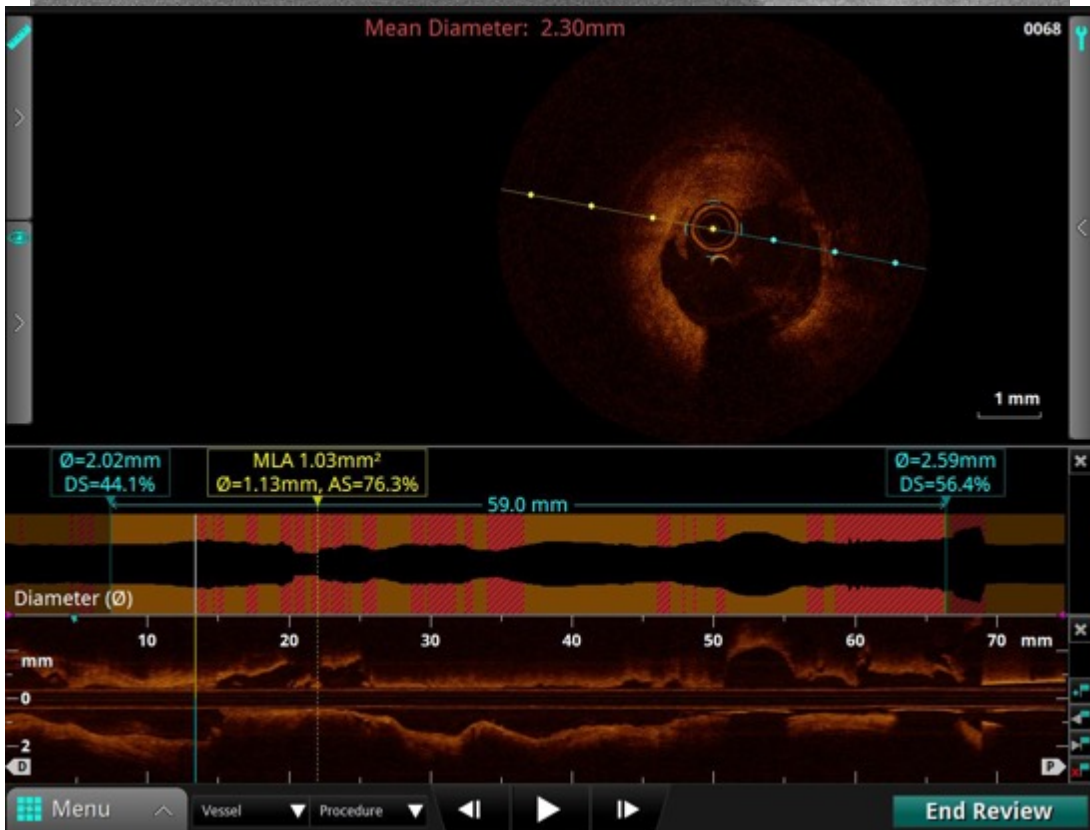 Mean Diameter: 2.30mm
0068
1 mm
Ø=2.02mm
DS=44.1%
MLA 1.03mm²
Ø=1.13mm, AS=76.3%
59.0 mm
Ø=2.59mm
DS=56.4%
Diameter (Ø)
10 20 30 40 50 60 70 mm
mm
0
2
D
P
Menu
Vessel
Procedure
End Review